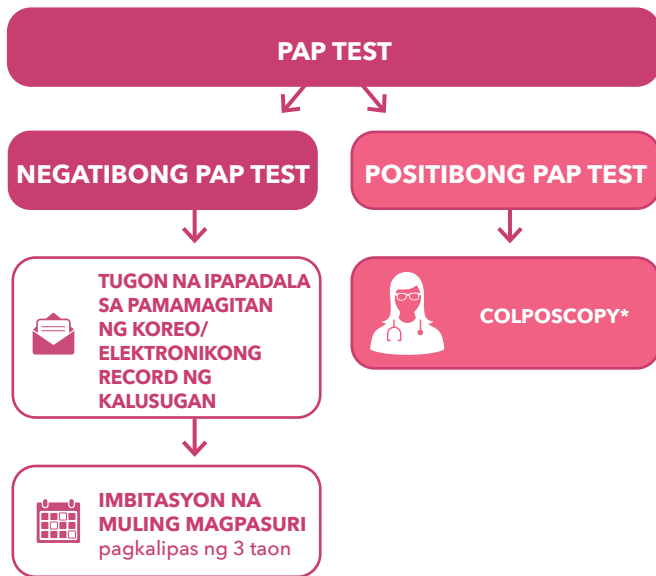 PAP TEST
NEGATIBONG PAP TEST
POSITIBONG PAP TEST
TUGON NA IPAPADALA
SA PAMAMAGITAN
NG KOREO/
ELEKTRONIKONG
RECORD NG
KALUSUGAN
COLPOSCOPY*
IMBITASYON NA
MULING MAGPASURI
pagkalipas ng 3 taon